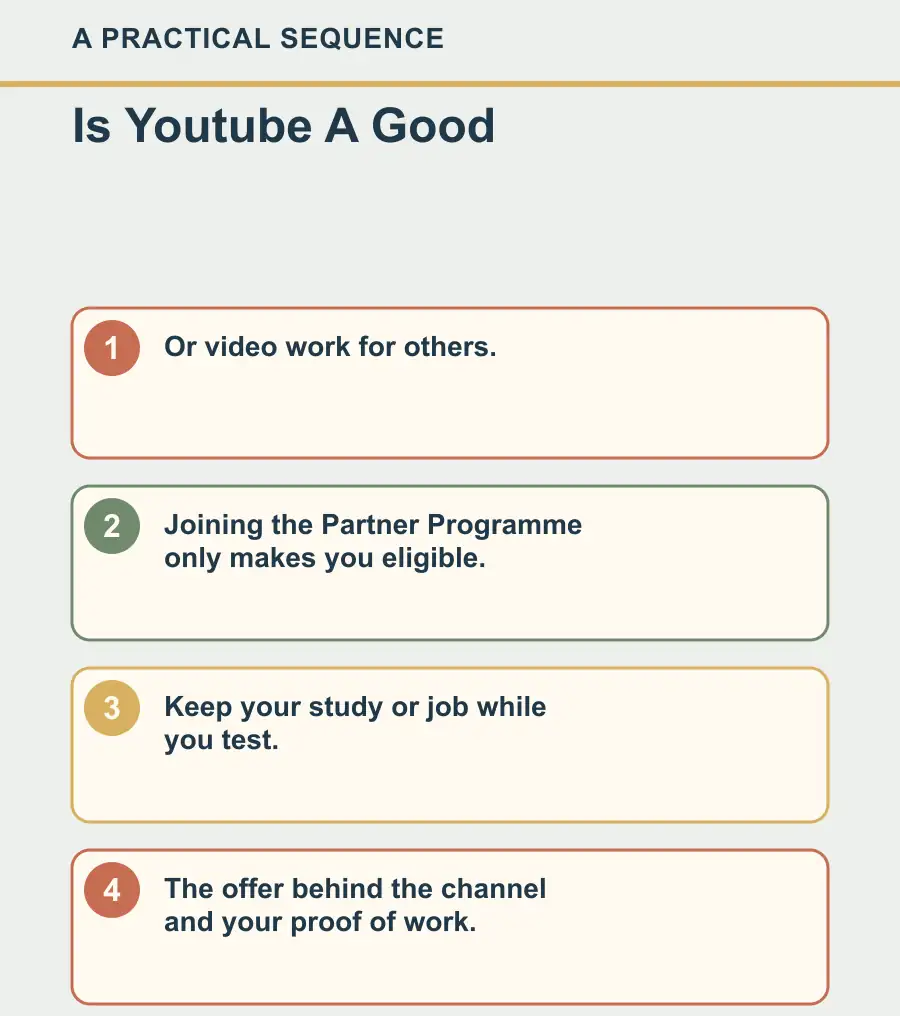 A PRACTICAL SEQUENCE
Is Youtube A Good
1
Or video work for others.
2
Joining the Partner Programme
only makes you eligible.
3
Keep your study or job while
you test.
4
The offer behind the channel
and your proof of work.